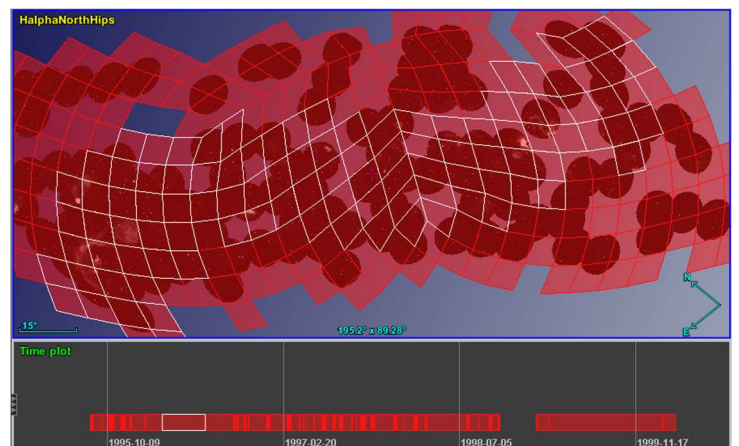 HalphaNorthHips
N
15°
195.2° x 89.28°
E
Time plot
1995-10-09
1997-02-20
1998-07-05
1999-11-17